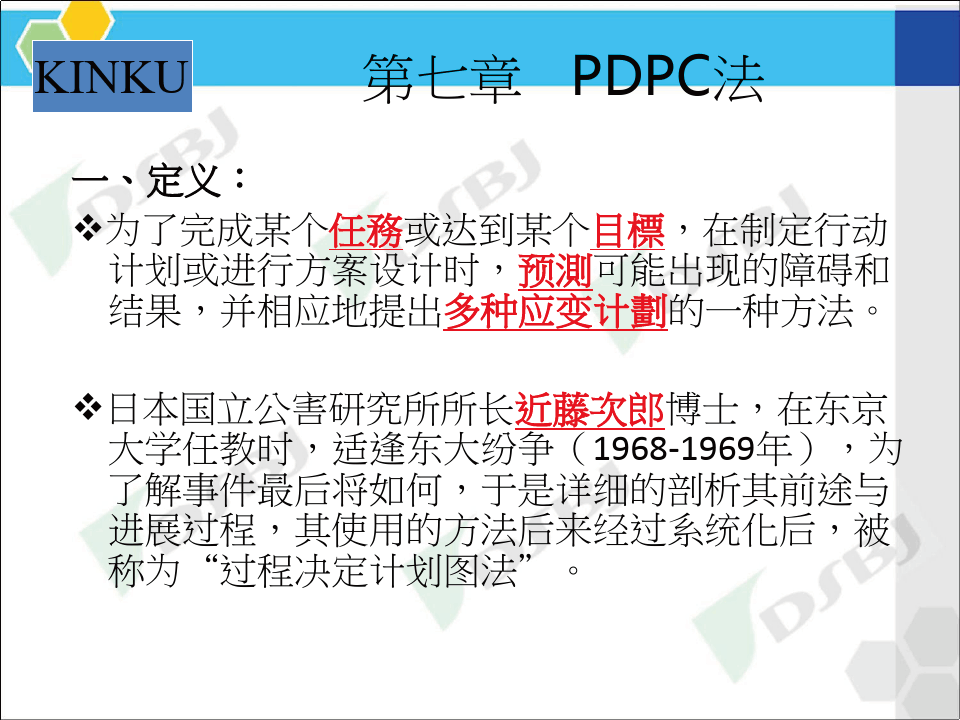 KINKU
第七章 PDPC法
一、定义：
❖为了完成某个任務或达到某个目標，在制定行动
计划或进行方案设计时，预测可能出现的障碍和
结果，并相应地提出多种应变计劃的一种方法。
❖日本国立公害研究所所长近藤次郎博士，在东京
大学任教时，适逢东大纷争（1968-1969年），为
了解事件最后将如何，于是详细的剖析其前途与
进展过程，其使用的方法后来经过系统化后，被
称为“过程决定计划图法”。
DSBJ
DSBJ
DSBJ
DSBJ
DSBJ
DSBJ